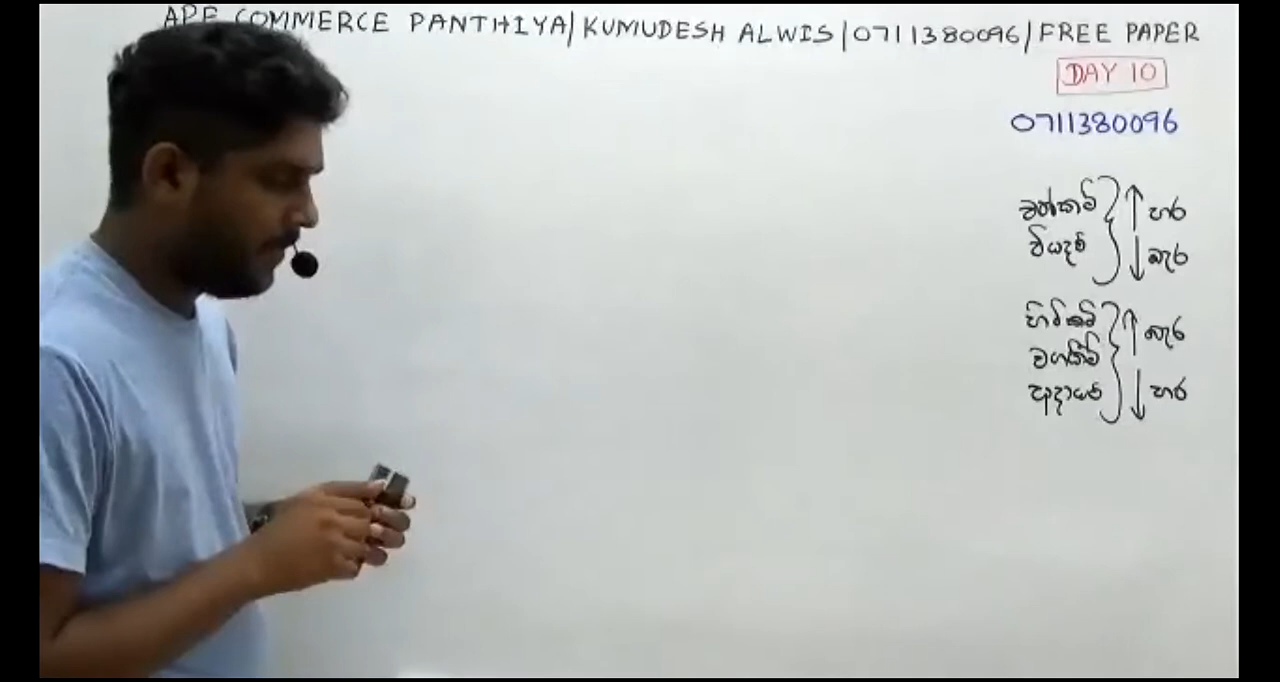 APE COMMERCE PANTHIYA/KUMUDESH ALWIS/0711380096/FREE PAPER
DAY 10
0711380096
වත්කම් ↑ හර
වියදම් ↓ බැර
හිමිකම් ↑ බැර
වගකීම්
ආදායම් ↓ හර